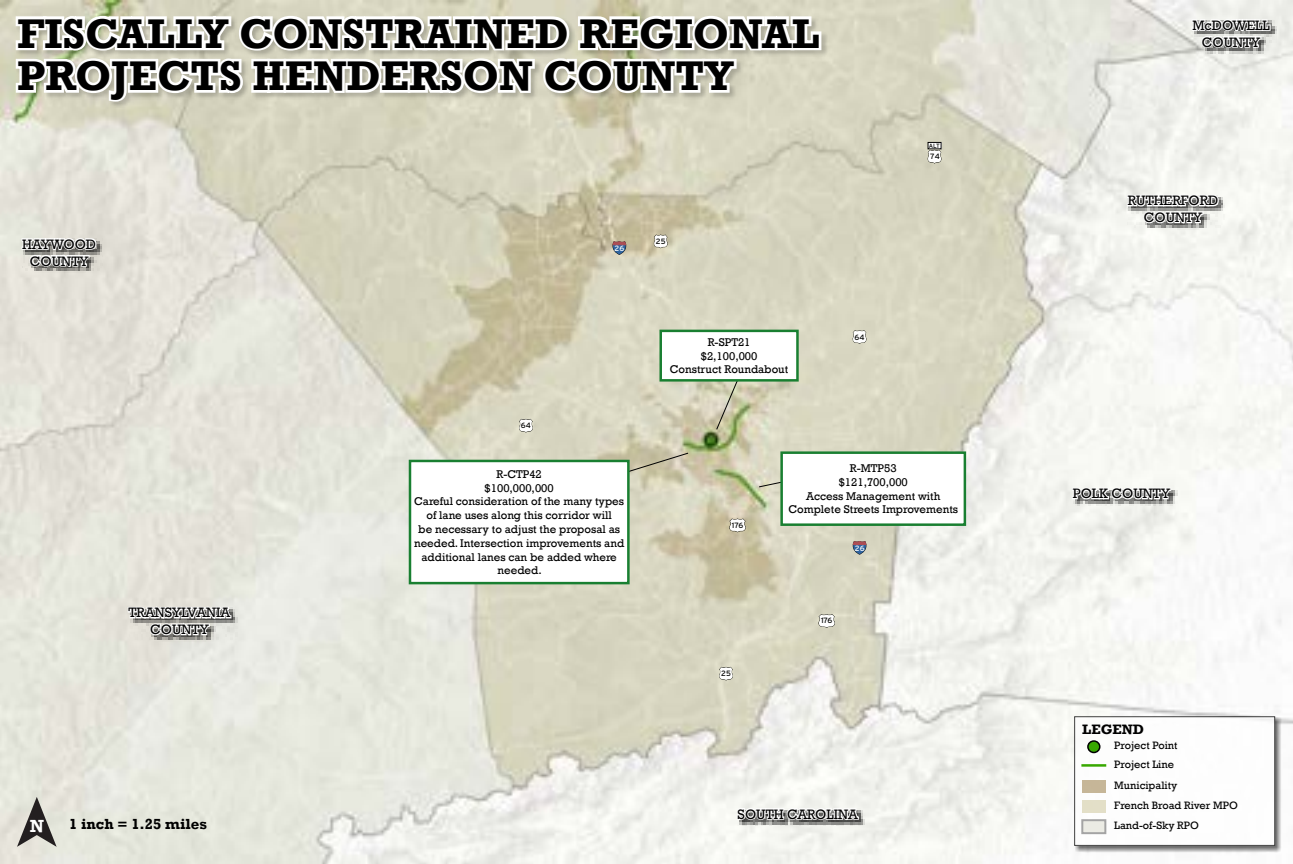 FISCALLY CONSTRAINED REGIONAL
PROJECTS HENDERSON COUNTY
McDOWELL
COUNTY
ALT
74
RUTHERFORD
COUNTY
HAYWOOD
COUNTY
26
25
64
R-SPT21
$2,100,000
Construct Roundabout
64
R-CTP42
$100,000,000
Careful consideration of the many types
of lane uses along this corridor will
be necessary to adjust the proposal as
needed. Intersection improvements and
additional lanes can be added where
needed.
R-MTP53
$121,700,000
Access Management with
Complete Streets Improvements
POLK COUNTY
176
26
TRANSYLVANIA
COUNTY
176
25
LEGEND
Project Point
Project Line
Municipality
French Broad River MPO
Land-of-Sky RPO
SOUTH CAROLINA
N
1 inch = 1.25 miles